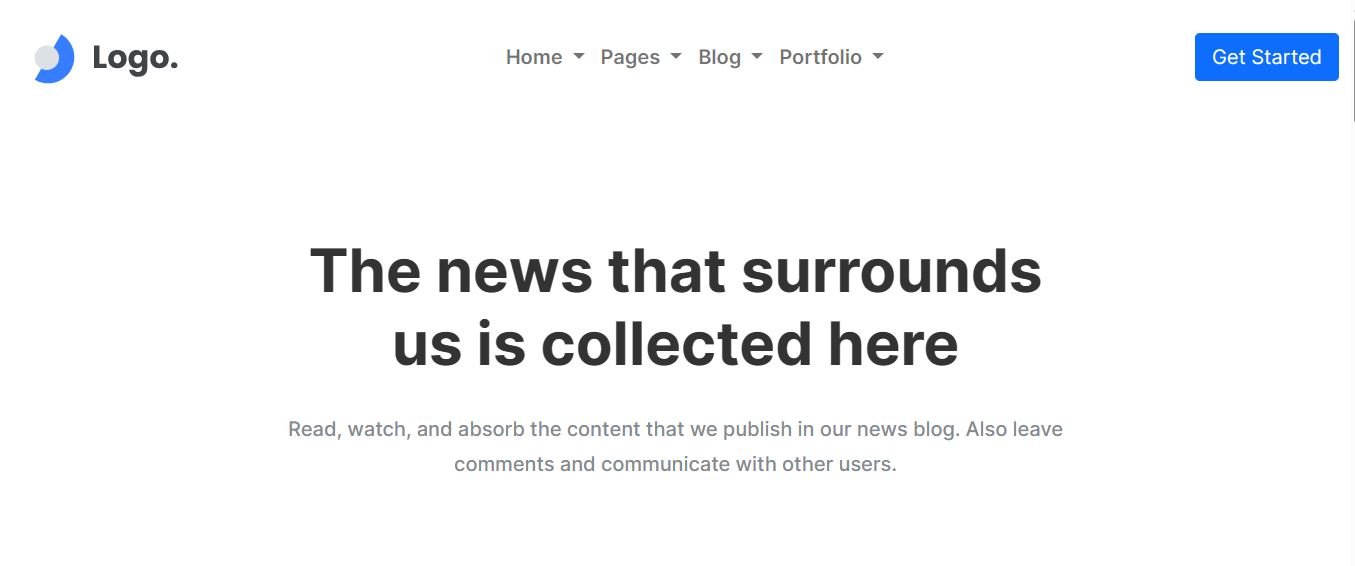 Logo.
Home Pages Blog Portfolio
Get Started
The news that surrounds
us is collected here
Read, watch, and absorb the content that we publish in our news blog. Also leave
comments and communicate with other users.